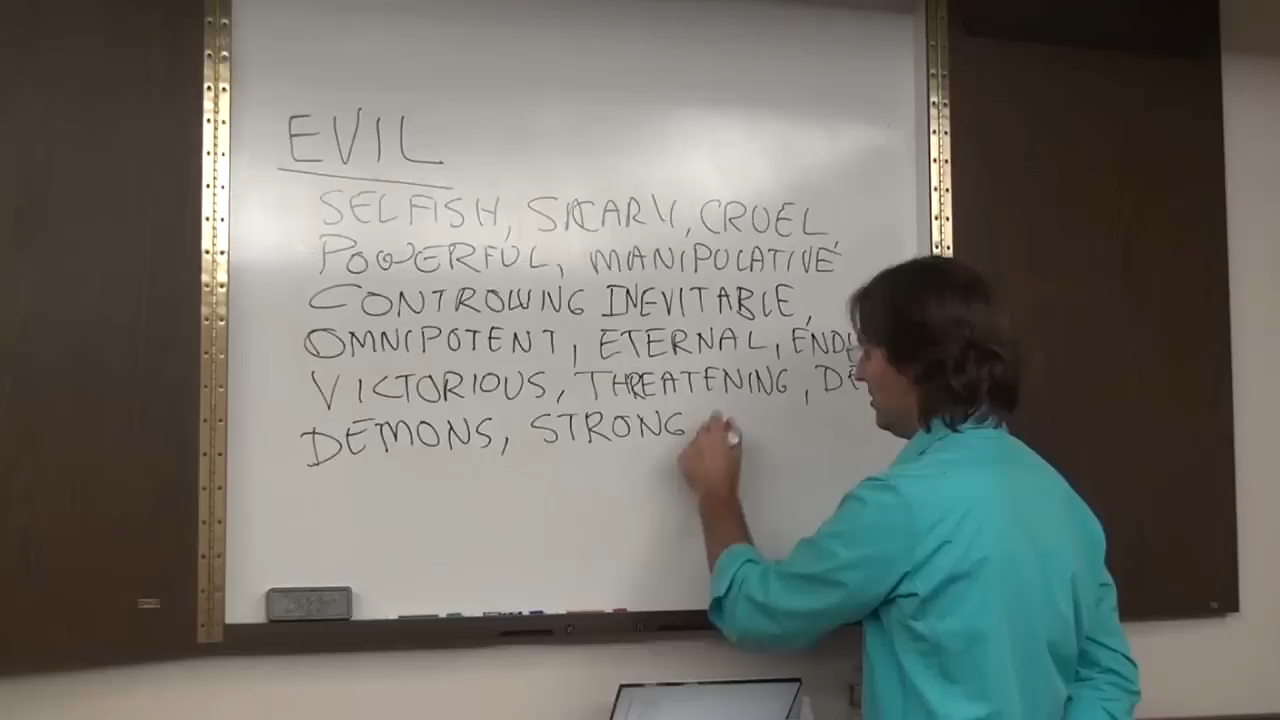 EVIL
SELFISH, SCARY, CRUEL,
POWERFUL, MANIPULATIVE,
CONTROLLING INEVITABLE,
OMNIPOTENT, ETERNAL,
VICTORIOUS, THREATENING,
DEMONS, STRONG